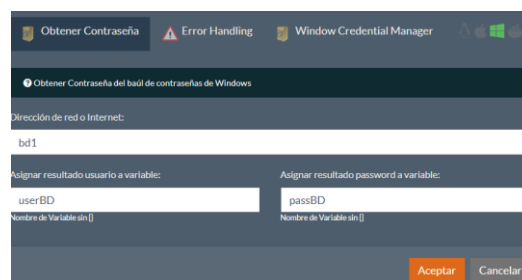 Obtener Contraseña
Error Handling
Window Credential Manager
Obtener Contraseña del baúl de contraseñas de Windows
Dirección de red o Internet:
bd1
Asignar resultado usuario a variable:
Asignar resultado password a variable:
userBD
passBD
Nombre de Variable sin {}
Nombre de Variable sin {}
Aceptar
Cancelar